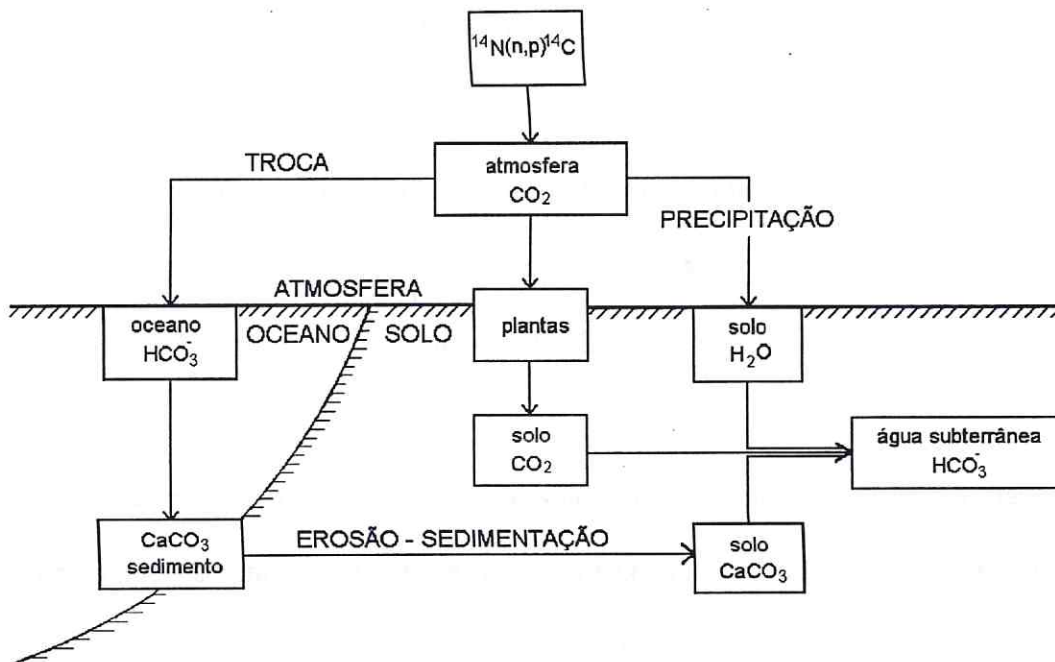 ¹⁴N(n,p)¹⁴C
TROCA
atmosfera
CO₂
PRECIPITAÇÃO
ATMOSFERA
oceano
HCO₃⁻
OCEANO
SOLO
plantas
solo
H₂O
solo
CO₂
água subterrânea
HCO₃⁻
CaCO₃
sedimento
EROSÃO - SEDIMENTAÇÃO
solo
CaCO₃